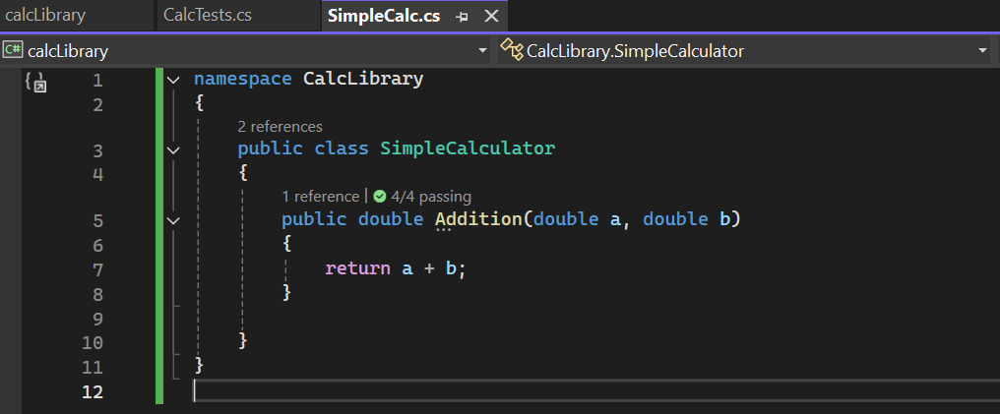 calcLibrary CalcTests.cs SimpleCalc.cs
C# calcLibrary CalcLibrary.SimpleCalculator
1 namespace CalcLibrary
2 {
2 references
3 public class SimpleCalculator
4 {
1 reference | 4/4 passing
5 public double Addition(double a, double b)
6 {
7 return a + b;
8 }
9
10 }
11 }
12